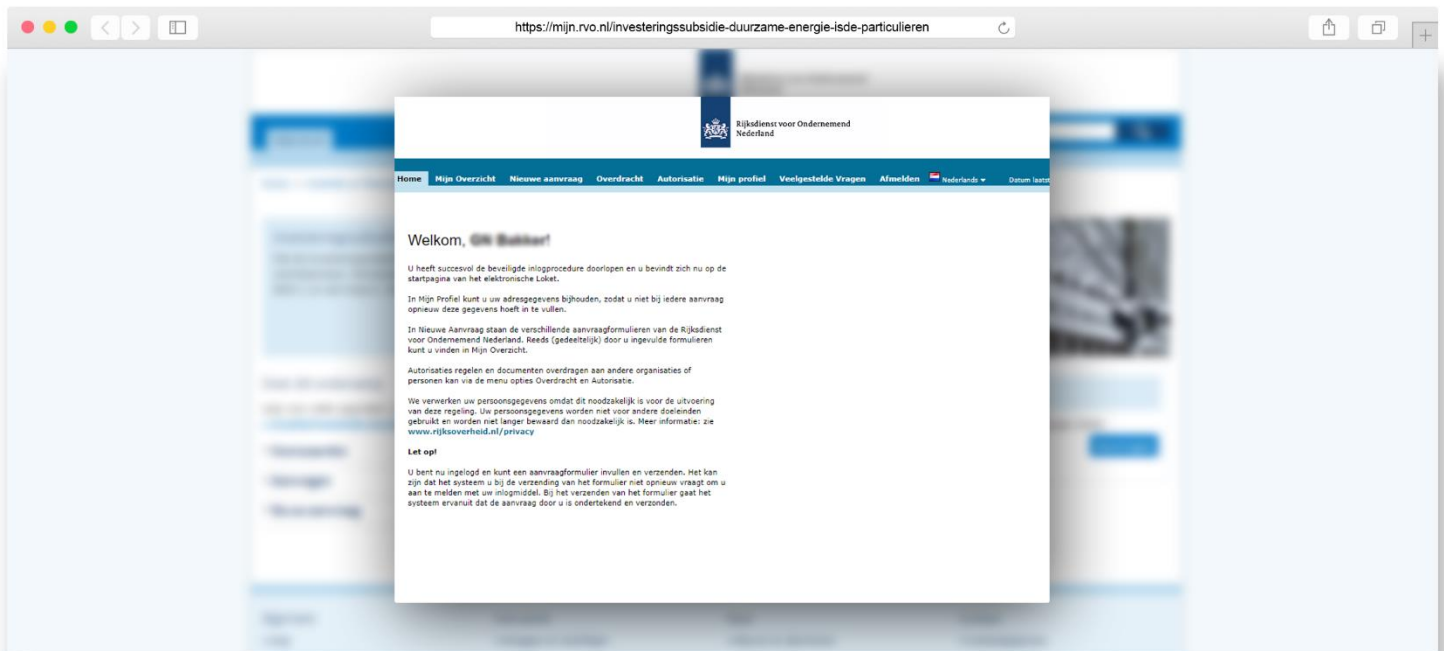 https://mijn.rvo.nl/investeringssubsidie-duurzame-energie-isde-particulieren
Rijksdienst voor Ondernemend
Nederland
Home Mijn Overzicht Nieuwe aanvraag Overdracht Autorisatie Mijn profiel Veelgestelde Vragen Afmelden Nederlands Datum laatst
Welkom,
U heeft succesvol de beveiligde inlogprocedure doorlopen en u bevindt zich nu op de
startpagina van het elektronische Loket.
In Mijn Profiel kunt u uw adresgegevens bijhouden, zodat u niet bij iedere aanvraag
opnieuw deze gegevens hoeft in te vullen.
In Nieuwe Aanvraag staan de verschillende aanvraagformulieren van de Rijksdienst
voor Ondernemend Nederland. Reeds (gedeeltelijk) door u ingevulde formulieren
kunt u vinden in Mijn Overzicht.
Autorisaties regelen en documenten overdragen aan andere organisaties of
personen kan via de menu opties Overdracht en Autorisatie.
We verwerken uw persoonsgegevens omdat dit noodzakelijk is voor de uitvoering
van deze regeling. Uw persoonsgegevens worden niet voor andere doeleinden
gebruikt en worden niet langer bewaard dan noodzakelijk is. Meer informatie: zie
www.rijksoverheid.nl/privacy
Let op!
U bent nu ingelogd en kunt een aanvraagformulier invullen en verzenden. Het kan
zijn dat het systeem u bij de verzending van het formulier niet opnieuw vraagt om u
aan te melden met uw inlogmiddel. Bij het verzenden van het formulier gaat het
systeem ervanuit dat de aanvraag door u is ondertekend en verzonden.